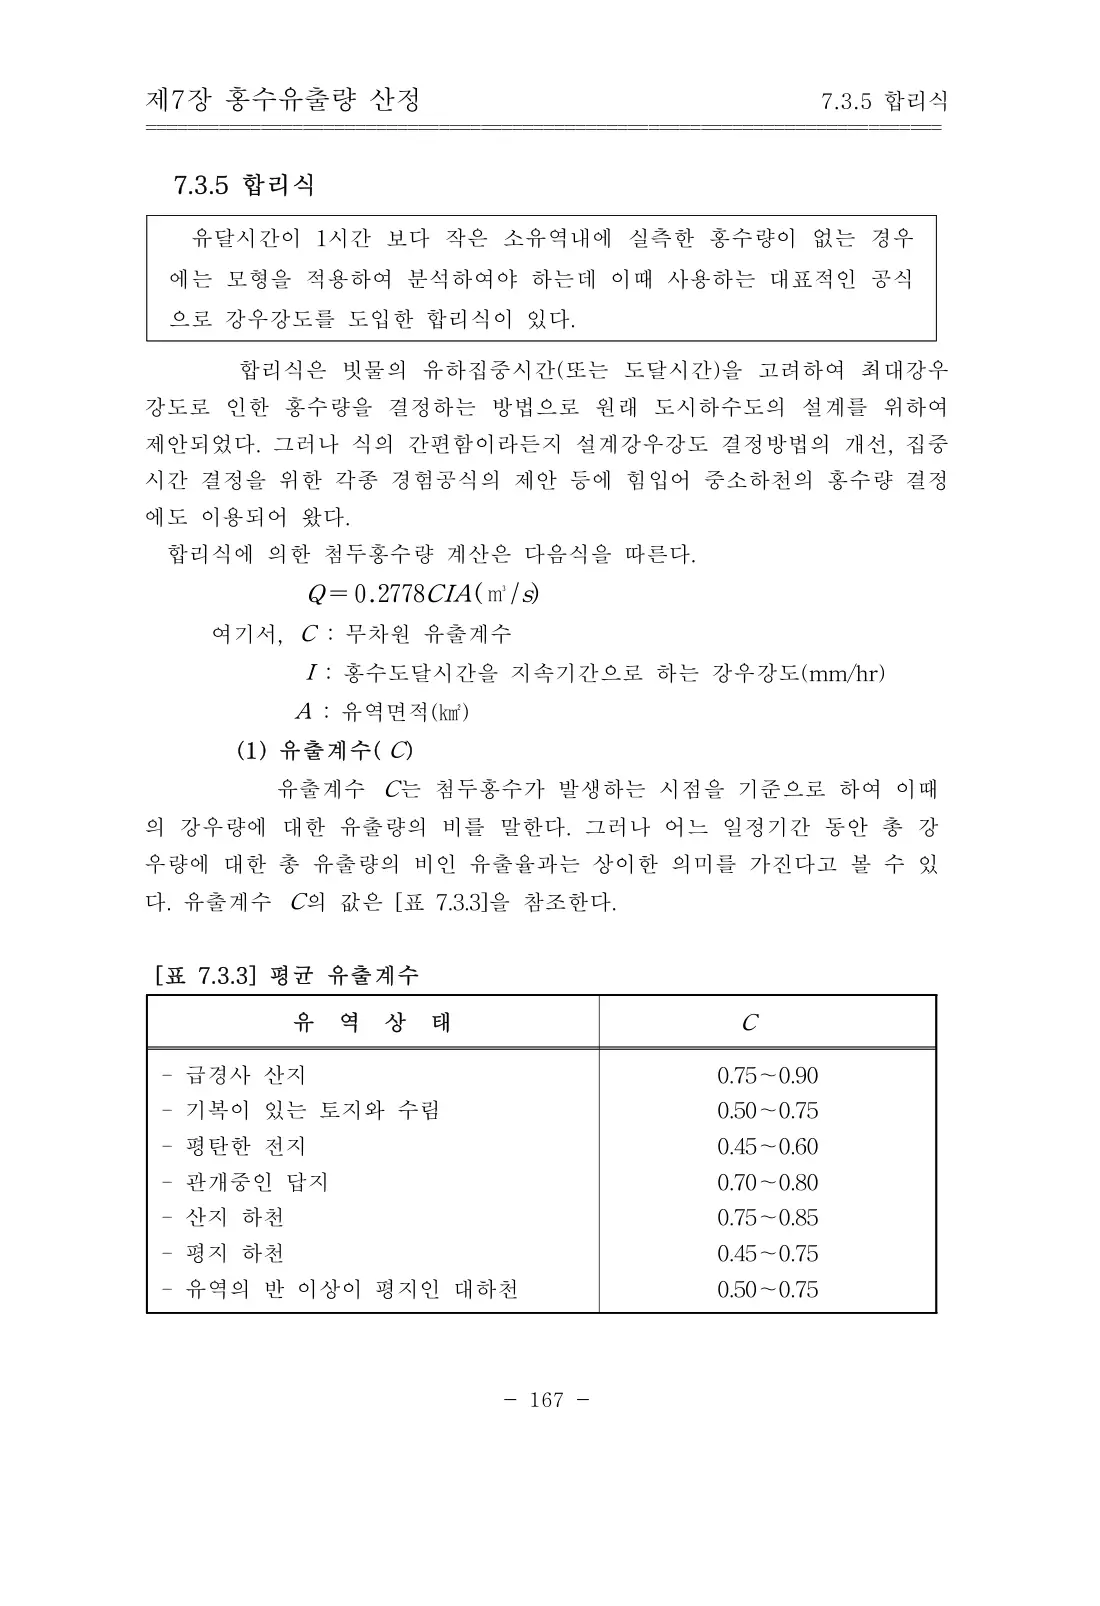 제7장 홍수유출량 산정 7.3.5 합리식
7.3.5 합리식
유달시간이 1시간 보다 작은 소유역내에 실측한 홍수량이 없는 경우
에는 모형을 적용하여 분석하여야 하는데 이때 사용하는 대표적인 공식
으로 강우강도를 도입한 합리식이 있다.
합리식은 빗물의 유하집중시간(또는 도달시간)을 고려하여 최대강우
강도로 인한 홍수량을 결정하는 방법으로 원래 도시하수도의 설계를 위하여
제안되었다. 그러나 식의 간편함이라든지 설계강우강도 결정방법의 개선, 집중
시간 결정을 위한 각종 경험공식의 제안 등에 힘입어 중소하천의 홍수량 결정
에도 이용되어 왔다.
합리식에 의한 첨두홍수량 계산은 다음식을 따른다.
Q = 0.2778CIA(㎥/s)
여기서, C : 무차원 유출계수
I : 홍수도달시간을 지속기간으로 하는 강우강도(mm/hr)
A : 유역면적(㎢)
(1) 유출계수( C)
유출계수 C는 첨두홍수가 발생하는 시점을 기준으로 하여 이때
의 강우량에 대한 유출량의 비를 말한다. 그러나 어느 일정기간 동안 총 강
우량에 대한 총 유출량의 비인 유출율과는 상이한 의미를 가진다고 볼 수 있
다. 유출계수 C의 값은 [표 7.3.3]을 참조한다.
[표 7.3.3] 평균 유출계수
유 역 상 태 C
- 급경사 산지 0.75∼0.90
- 기복이 있는 토지와 수림 0.50∼0.75
- 평탄한 전지 0.45∼0.60
- 관개중인 답지 0.70∼0.80
- 산지 하천 0.75∼0.85
- 평지 하천 0.45∼0.75
- 유역의 반 이상이 평지인 대하천 0.50∼0.75
- 167 -